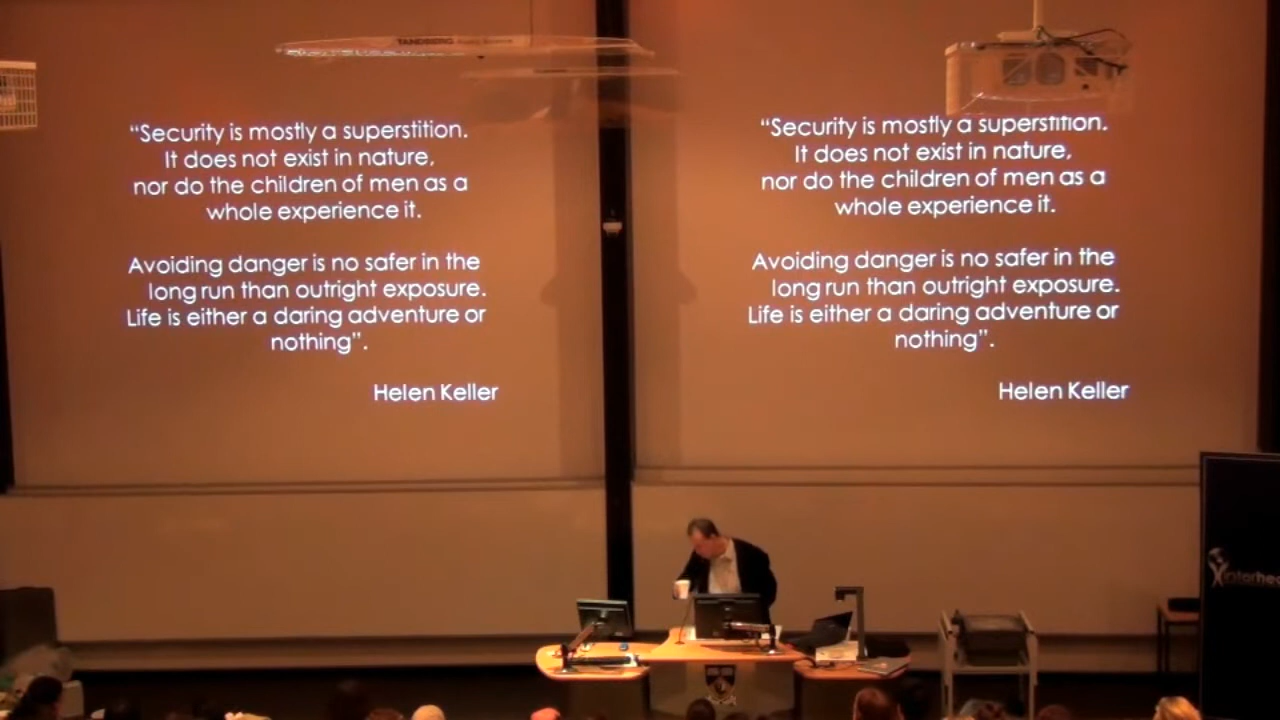 TANDBERG
“Security is mostly a superstition.
It does not exist in nature,
nor do the children of men as a
whole experience it.
Avoiding danger is no safer in the
long run than outright exposure.
Life is either a daring adventure or
nothing”.
Helen Keller
“Security is mostly a superstition.
It does not exist in nature,
nor do the children of men as a
whole experience it.
Avoiding danger is no safer in the
long run than outright exposure.
Life is either a daring adventure or
nothing”.
Helen Keller